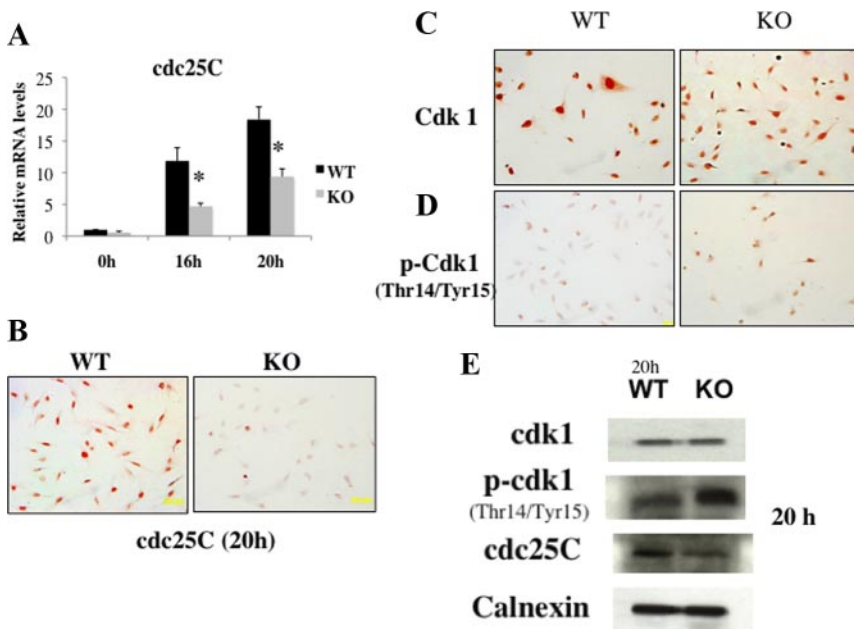 A
cdc25C
Relative mRNA levels
25
20
15
10
5
0
*
*
WT
KO
0h
16h
20h
B
WT
KO
cdc25C (20h)
C
WT
KO
Cdk 1
D
p-Cdk1
(Thr14/Tyr15)
E
20h
WT KO
cdk1
p-cdk1
(Thr14/Tyr15)
20 h
cdc25C
Calnexin